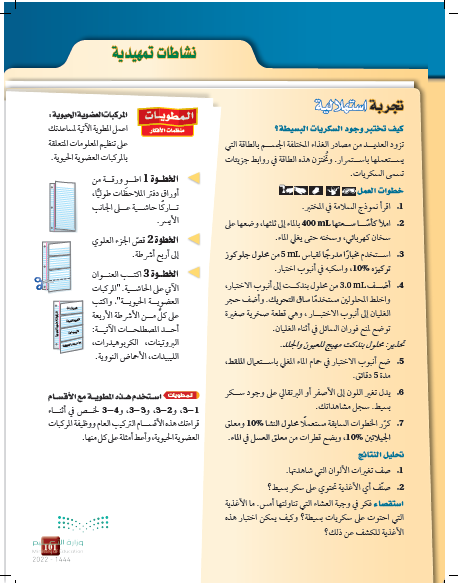 نشاطات تمهيدية
تجربة استهلالية
كيف تختبر وجود السكريات البسيطة؟
تزود العديد من مصادر الغذاء المختلفة الجسم بالطاقة التي
يستعملها باستمرار. وتُختزن هذه الطاقة في روابط جزيئات
تسمى السكريات.
خطوات العمل
1. اقرأ نموذج السلامة في المختبر.
2. املأ كأسًا سعتها 400 mL بالماء إلى ثلثها، وضعها على
سخان كهربائي، وسخنه حتى يغلي الماء.
3. استخدم مخبارًا مدرجًا لقياس 5 mL من محلول جلوكوز
تركيزه 10%، واسكبه في أنبوب اختبار.
4. أضف 3.0 mL من محلول بندكت إلى أنبوب الاختبار،
واخلط المحلولين مستخدمًا ساق التحريك. وأضف حجر
الغليان إلى أنبوب الاختبار، وهي قطعة صخرية صغيرة
توضع لمنع فوران السائل في أثناء الغليان.
تحذير: محلول بندكت مهيج للعيون والجلد.
5. ضع أنبوب الاختبار في حمام الماء المغلي باستعمال الملقط،
مدة 5 دقائق.
6. يدل تغير اللون إلى الأصفر أو البرتقالي على وجود سكر
بسيط. سجل مشاهداتك.
7. كرّر الخطوات السابقة مستعملًا محلول النشا 10% ومعلق
الجيلاتين 10%، وبضع قطرات من معلق العسل في الماء.
تحليل النتائج
1. صف تغيرات الألوان التي شاهدتها.
2. صنّف أي الأغذية تحتوي على سكر بسيط؟
استقصاء فكر في وجبة العشاء التي تناولتها أمس. ما الأغذية
التي احتوت على سكريات بسيطة؟ وكيف يمكن اختبار هذه
الأغذية للكشف عن ذلك؟
المطويات
منظمات الأفكار
المركبات العضوية الحيوية:
اعمل المطوية الآتية لمساعدتك
على تنظيم المعلومات المتعلقة
بالمركبات العضوية الحيوية.
الخطوة 1 اطو ورقة من
أوراق دفتر الملاحظات طوليًّا،
تاركًا حاشية على الجانب
الأيسر.
الخطوة 2 قص الجزء العلوي
إلى أربع أشرطة.
الخطوة 3 اكتب العنوان
الآتي على الحاشية. "المركبات
العضوية الحيوية". واكتب
على كلٍّ من الأشرطة الأربعة
أحد المصطلحات الآتية:
البروتينات، الكربوهيدرات،
الليبيدات، الأحماض النووية.
المطويات استخدم هذه المطوية مع الأقسام
1-3، و2-3، و3-3، و4-3 لخص في أثناء
قراءتك هذه الأقسام التركيب العام ووظيفة المركبات
العضوية الحيوية، وأعط أمثلة على كل منها.
101
2022 - 1444